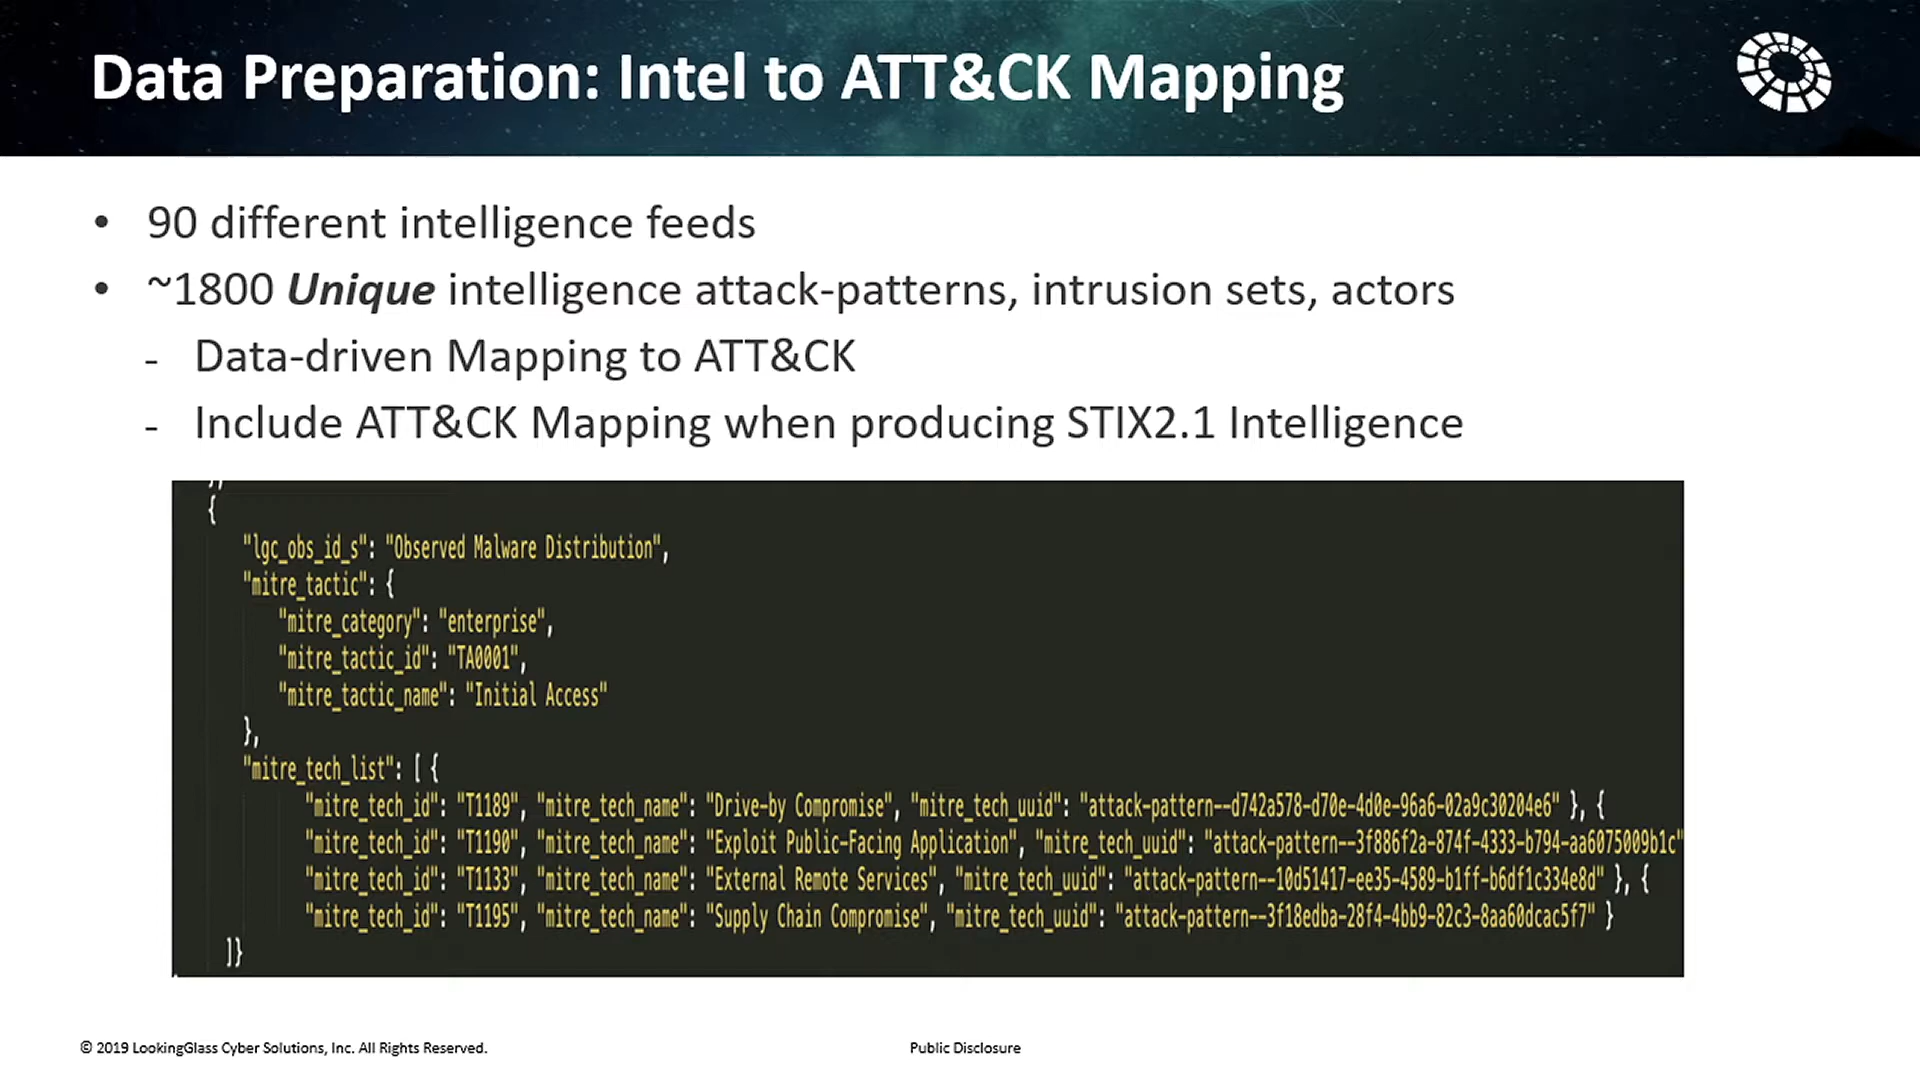 Data Preparation: Intel to ATT&CK Mapping
• 90 different intelligence feeds
• ~1800 Unique intelligence attack-patterns, intrusion sets, actors
- Data-driven Mapping to ATT&CK
- Include ATT&CK Mapping when producing STIX2.1 Intelligence
{
"lgc_obs_id_s": "Observed Malware Distribution",
"mitre_tactic": {
"mitre_category": "enterprise",
"mitre_tactic_id": "TA0001",
"mitre_tactic_name": "Initial Access"
},
"mitre_tech_list": [ {
"mitre_tech_id": "T1189", "mitre_tech_name": "Drive-by Compromise", "mitre_tech_uuid": "attack-pattern--d742a578-d70e-4d0e-96a6-02a9c30204e6" }, {
"mitre_tech_id": "T1190", "mitre_tech_name": "Exploit Public-Facing Application", "mitre_tech_uuid": "attack-pattern--3f886f2a-874f-4333-b794-aa6075009b1c"
"mitre_tech_id": "T1133", "mitre_tech_name": "External Remote Services", "mitre_tech_uuid": "attack-pattern--10d51417-ee35-4589-b1ff-b6df1c334e8d" }, {
"mitre_tech_id": "T1195", "mitre_tech_name": "Supply Chain Compromise", "mitre_tech_uuid": "attack-pattern--3f18edba-28f4-4bb9-82c3-8aa60dcac5f7" }
]}
© 2019 LookingGlass Cyber Solutions, Inc. All Rights Reserved.
Public Disclosure